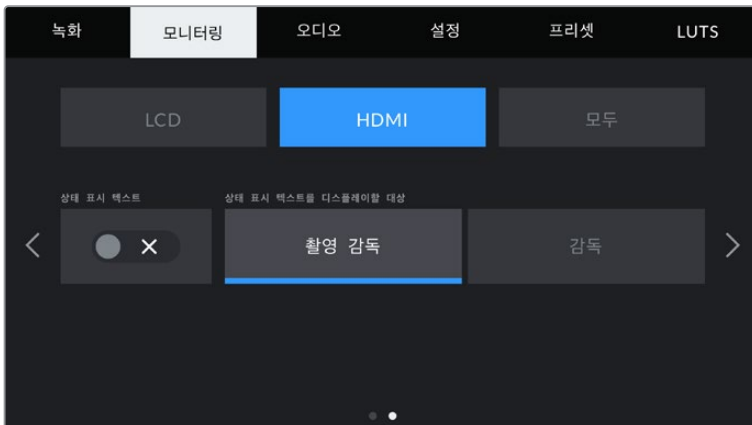 녹화 모니터링 오디오 설정 프리셋 LUTS
LCD HDMI 모두
상태 표시 텍스트 상태 표시 텍스트를 디스플레이할 대상
촬영 감독 감독